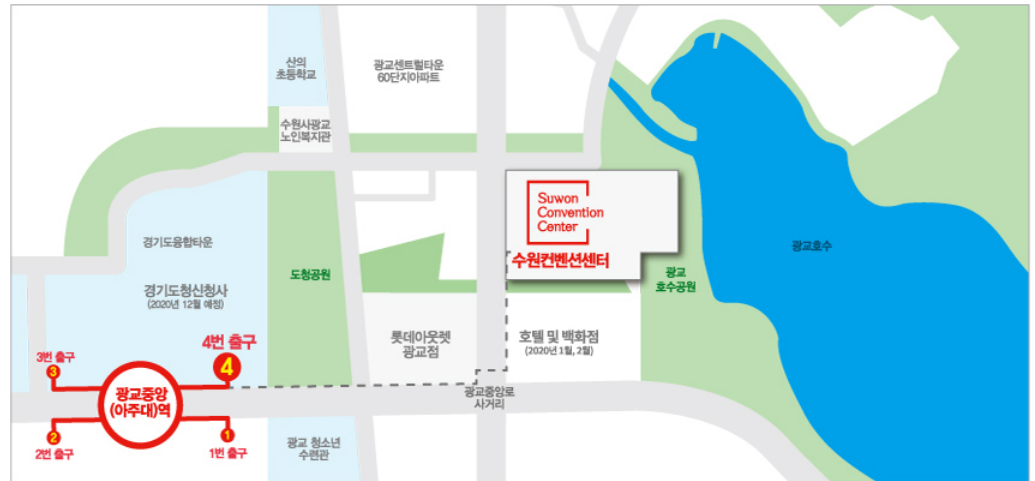 산의
초등학교
광교센트럴타운
60단지아파트
수원사광교
노인복지관
Suwon
Convention
Center
수원컨벤션센터
경기도융합타운
광교호수
도청공원
광교
호수공원
경기도청신청사
(2020년 12월 예정)
4번 출구
4
롯데아웃렛
광교점
호텔 및 백화점
(2020년 1월, 2월)
3번 출구
3
광교중앙
(아주대)역
광교중앙로
사거리
2
2번 출구
1
1번 출구
광교 청소년
수련관